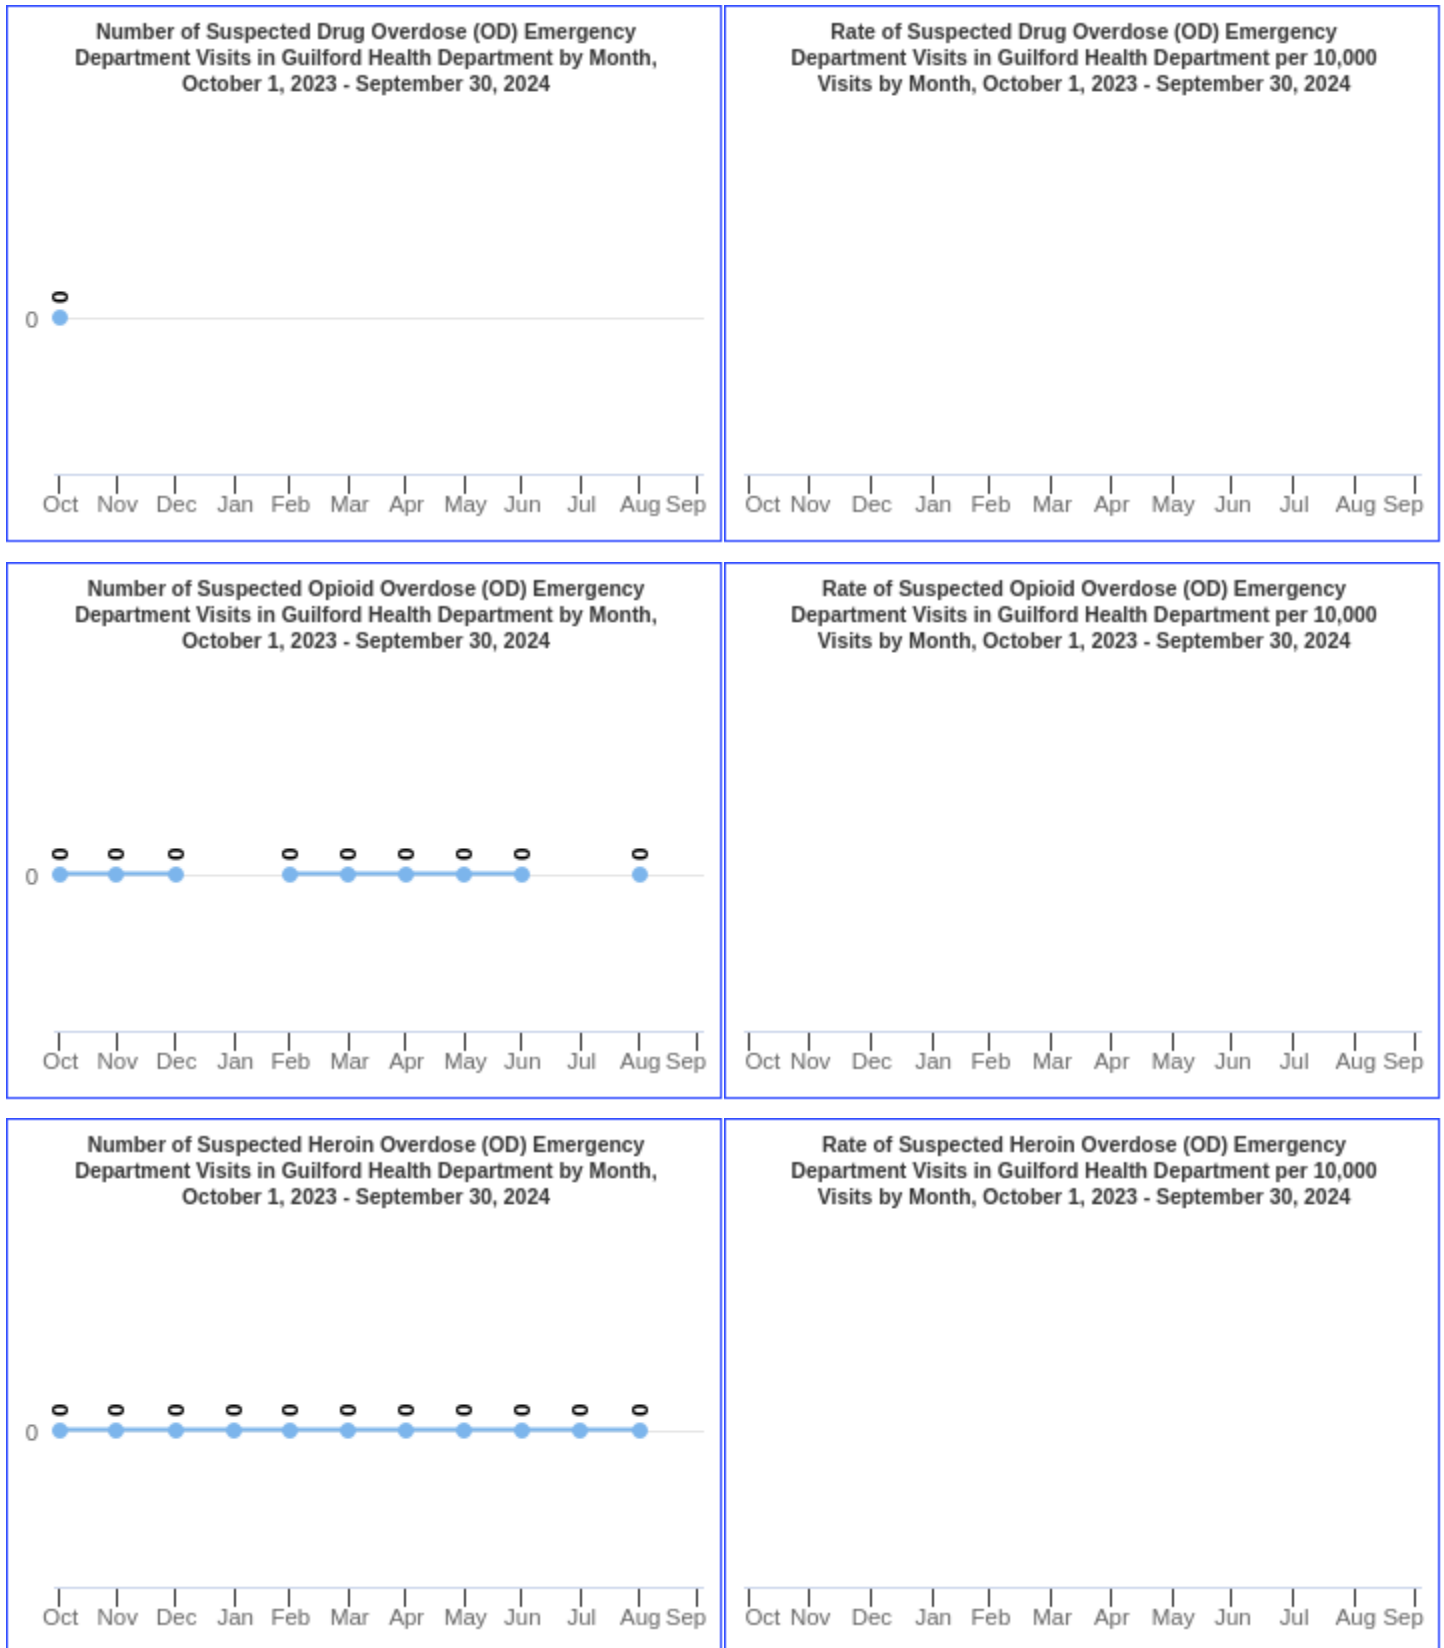 Number of Suspected Drug Overdose (OD) Emergency
Department Visits in Guilford Health Department by Month,
October 1, 2023 - September 30, 2024
0
0
Oct Nov Dec Jan Feb Mar Apr May Jun Jul Aug Sep
Rate of Suspected Drug Overdose (OD) Emergency
Department Visits in Guilford Health Department per 10,000
Visits by Month, October 1, 2023 - September 30, 2024
Oct Nov Dec Jan Feb Mar Apr May Jun Jul Aug Sep
Number of Suspected Opioid Overdose (OD) Emergency
Department Visits in Guilford Health Department by Month,
October 1, 2023 - September 30, 2024
0 0 0 0 0 0 0 0 0
0
Oct Nov Dec Jan Feb Mar Apr May Jun Jul Aug Sep
Rate of Suspected Opioid Overdose (OD) Emergency
Department Visits in Guilford Health Department per 10,000
Visits by Month, October 1, 2023 - September 30, 2024
Oct Nov Dec Jan Feb Mar Apr May Jun Jul Aug Sep
Number of Suspected Heroin Overdose (OD) Emergency
Department Visits in Guilford Health Department by Month,
October 1, 2023 - September 30, 2024
0 0 0 0 0 0 0 0 0 0 0
0
Oct Nov Dec Jan Feb Mar Apr May Jun Jul Aug Sep
Rate of Suspected Heroin Overdose (OD) Emergency
Department Visits in Guilford Health Department per 10,000
Visits by Month, October 1, 2023 - September 30, 2024
Oct Nov Dec Jan Feb Mar Apr May Jun Jul Aug Sep